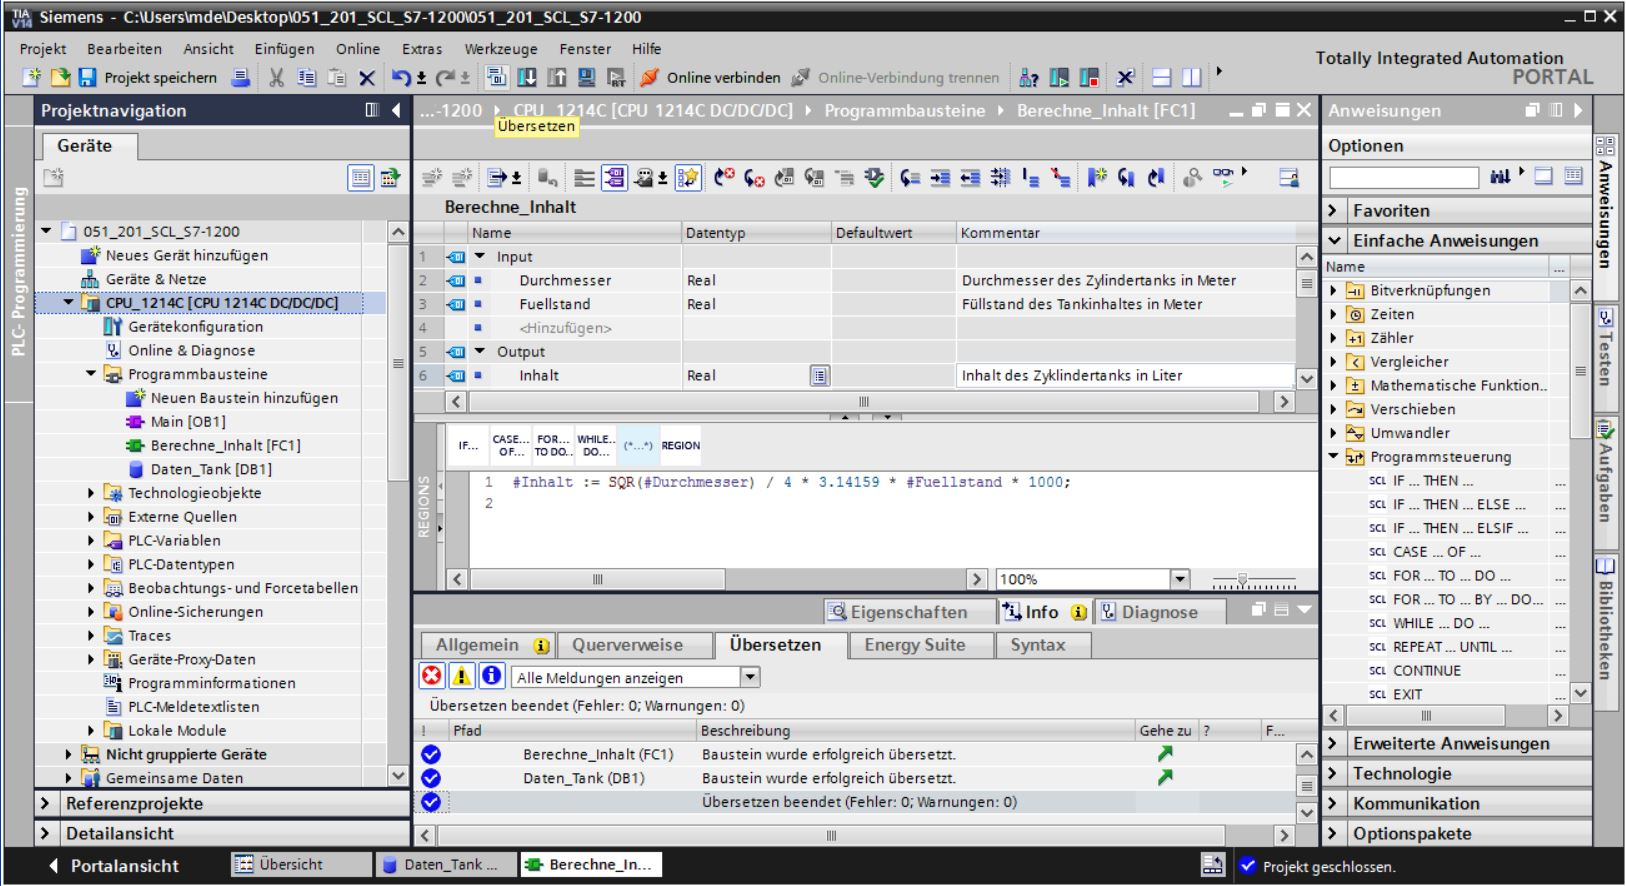 TIA V14 Siemens - C:\Users\mde\Desktop\051_201_SCL_S7-1200\051_201_SCL_S7-1200
Projekt Bearbeiten Ansicht Einfügen Online Extras Werkzeuge Fenster Hilfe
Totally Integrated Automation
PORTAL
Projekt speichern Online verbinden Online-Verbindung trennen
Projektnavigation
Geräte
PLC-Programmierung
051_201_SCL_S7-1200
Neues Gerät hinzufügen
Geräte & Netze
CPU_1214C [CPU 1214C DC/DC/DC]
Gerätekonfiguration
Online & Diagnose
Programmbausteine
Neuen Baustein hinzufügen
Main [OB1]
Berechne_Inhalt [FC1]
Daten_Tank [DB1]
Technologieobjekte
Externe Quellen
PLC-Variablen
PLC-Datentypen
Beobachtungs- und Forcetabellen
Online-Sicherungen
Traces
Geräte-Proxy-Daten
Programminformationen
PLC-Meldetextlisten
Lokale Module
Nicht gruppierte Geräte
Gemeinsame Daten
Referenzprojekte
Detailansicht
...-1200 CPU_1214C [CPU 1214C DC/DC/DC] Programmbausteine Berechne_Inhalt [FC1]
Übersetzen
Berechne_Inhalt
Name Datentyp Defaultwert Kommentar
1 Input
2 Durchmesser Real Durchmesser des Zylindertanks in Meter
3 Fuellstand Real Füllstand des Tankinhaltes in Meter
4 <Hinzufügen>
5 Output
6 Inhalt Real Inhalt des Zyklindertanks in Liter
IF... CASE... OF... FOR... TO DO.. WHILE.. DO... (*...*) REGION
REGIONS
1 #Inhalt := SQR(#Durchmesser) / 4 * 3.14159 * #Fuellstand * 1000;
2
100%
Eigenschaften Info Diagnose
Allgemein Querverweise Übersetzen Energy Suite Syntax
Alle Meldungen anzeigen
Übersetzen beendet (Fehler: 0; Warnungen: 0)
! Pfad Beschreibung Gehe zu ? F...
Berechne_Inhalt (FC1) Baustein wurde erfolgreich übersetzt.
Daten_Tank (DB1) Baustein wurde erfolgreich übersetzt.
Übersetzen beendet (Fehler: 0; Warnungen: 0)
Anweisungen
Optionen
Favoriten
Einfache Anweisungen
Name ...
Bitverknüpfungen
Zeiten
Zähler
Vergleicher
Mathematische Funktion..
Verschieben
Umwandler
Programmsteuerung
SCL IF ... THEN ... ...
SCL IF ... THEN ... ELSE ... ...
SCL IF ... THEN ... ELSIF ... ...
SCL CASE ... OF ... ...
SCL FOR ... TO ... DO ... ...
SCL FOR ... TO ... BY ... DO... ...
SCL WHILE ... DO ... ...
SCL REPEAT ... UNTIL ... ...
SCL CONTINUE ...
SCL EXIT ...
Erweiterte Anweisungen
Technologie
Kommunikation
Optionspakete
Anweisungen
Testen
Aufgaben
Bibliotheken
Portalansicht Übersicht Daten_Tank ... Berechne_In... Projekt geschlossen.